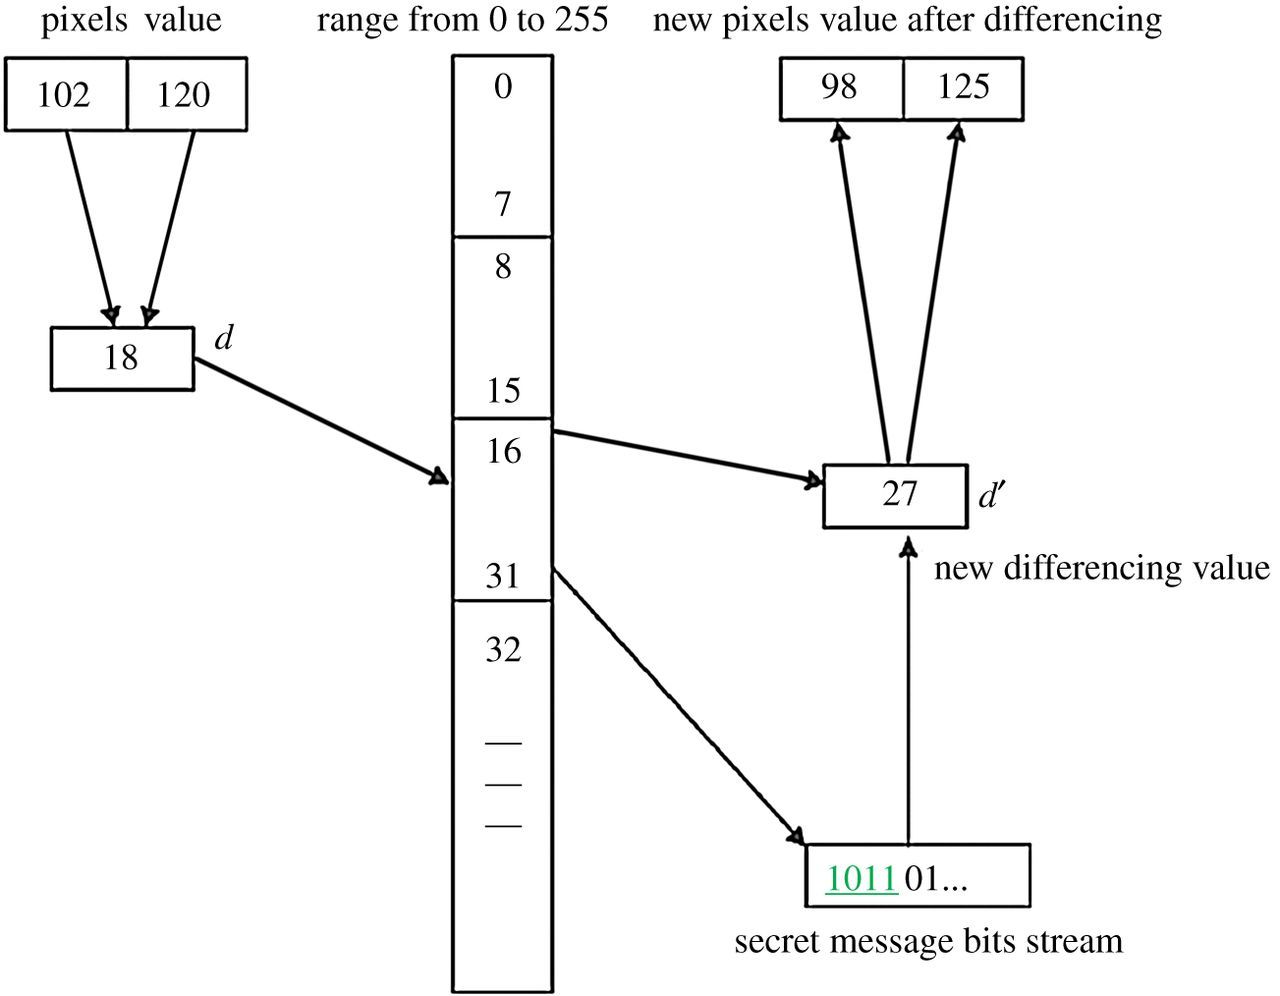 pixels value
range from 0 to 255
new pixels value after differencing
102 120
0
98 125
7
8
18 d
15
16
27 d′
31
new differencing value
32
—
—
—
1011 01...
secret message bits stream